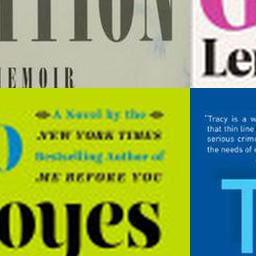 MEMOIR
Le
A Novel by the
NEW YORK TIMES
Bestselling Author of
ME BEFORE YOU
oyes
"Tracy is a w
that thin line
serious crim
the needs of
T